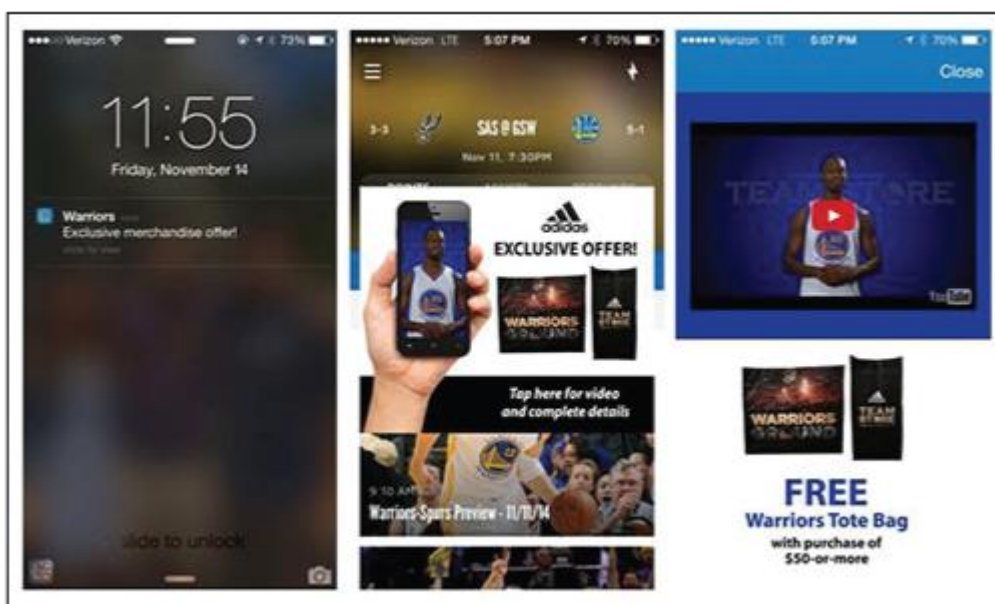 Verizon
73%
11:55
Friday, November 14
Warriors
Exclusive merchandise offer!
slide to unlock
Verizon LTE
5:07 PM
70%
3-3
SAS @ GSW
5-1
Nov 11, 7:30PM
adidas
EXCLUSIVE OFFER!
WARRIORS
GROUND
TEAM
STORE
Tap here for video
and complete details
9:10 AM
Warriors-Spurs Preview - 11/11/14
Verizon LTE
5:07 PM
70%
Close
TEAM STORE
YouTube
WARRIORS
GROUND
TEAM
STORE
FREE
Warriors Tote Bag
with purchase of
$50-or-more